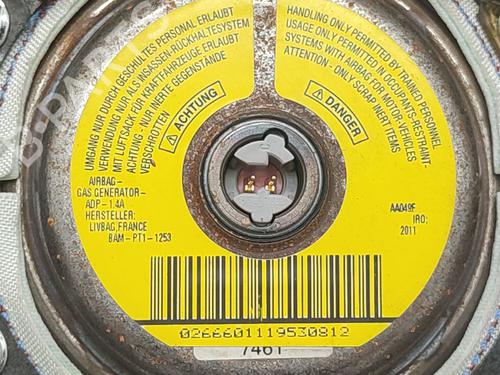 UMGANG NUR DURCH GESCHULTES PERSONAL ERLAUBT
VERWENDUNG NUR ALS INSASSEN-RÜCKHALTESYSTEM
MIT LUFTSACK FÜR KRAFTFAHRZEUGE ERLAUBT
ACHTUNG - NUR INERTE GEGENSTÄNDE
VERSCHROTTEN
ACHTUNG
HANDLING ONLY PERMITTED BY TRAINED PERSONNEL
USAGE ONLY PERMITTED IN OCCUPANTS-RESTRAINT-
SYSTEMS WITH AIRBAG FOR MOTOR-VEHICLES
ATTENTION - ONLY SCRAP INERT ITEMS
DANGER
AIRBAG-
GAS GENERATOR-
ADP-1.4A
HERSTELLER:
LIVBAG,FRANCE
BAM-PT1-1253
AA049F
IRO:
2011
0266601119530812
7461